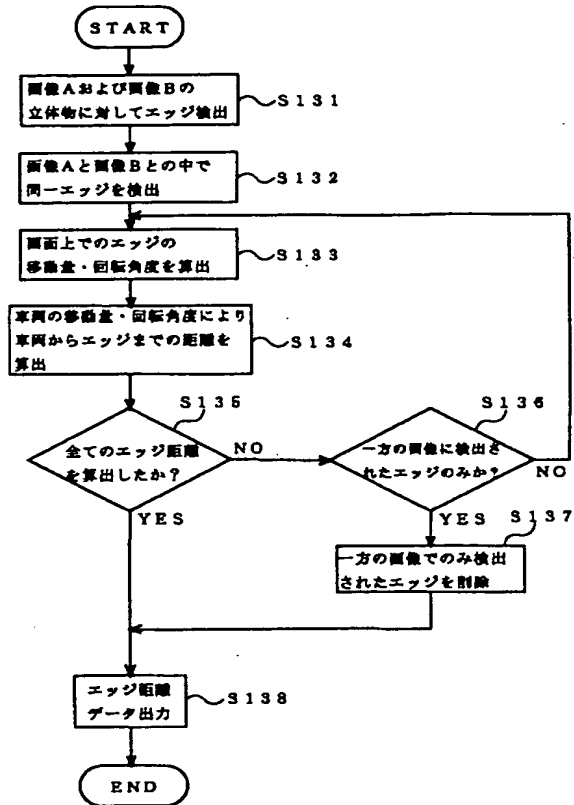 START
画像Aおよび画像Bの
立体物に対してエッジ検出
S131
画像Aと画像Bとの中で
同一エッジを検出
S132
画面上でのエッジの
移動量・回転角度を算出
S133
車両の移動量・回転角度により
車両からエッジまでの距離を
算出
S134
S135
全てのエッジ距離
を算出したか?
NO
YES
S136
一方の画像に検出さ
れたエッジのみか?
NO
YES
S137
一方の画像でのみ検出
されたエッジを削除
エッジ距離
データ出力
S138
END